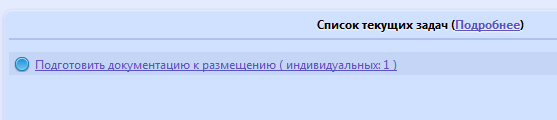 Список текущих задач (Подробнее)
Подготовить документацию к размещению ( индивидуальных: 1 )